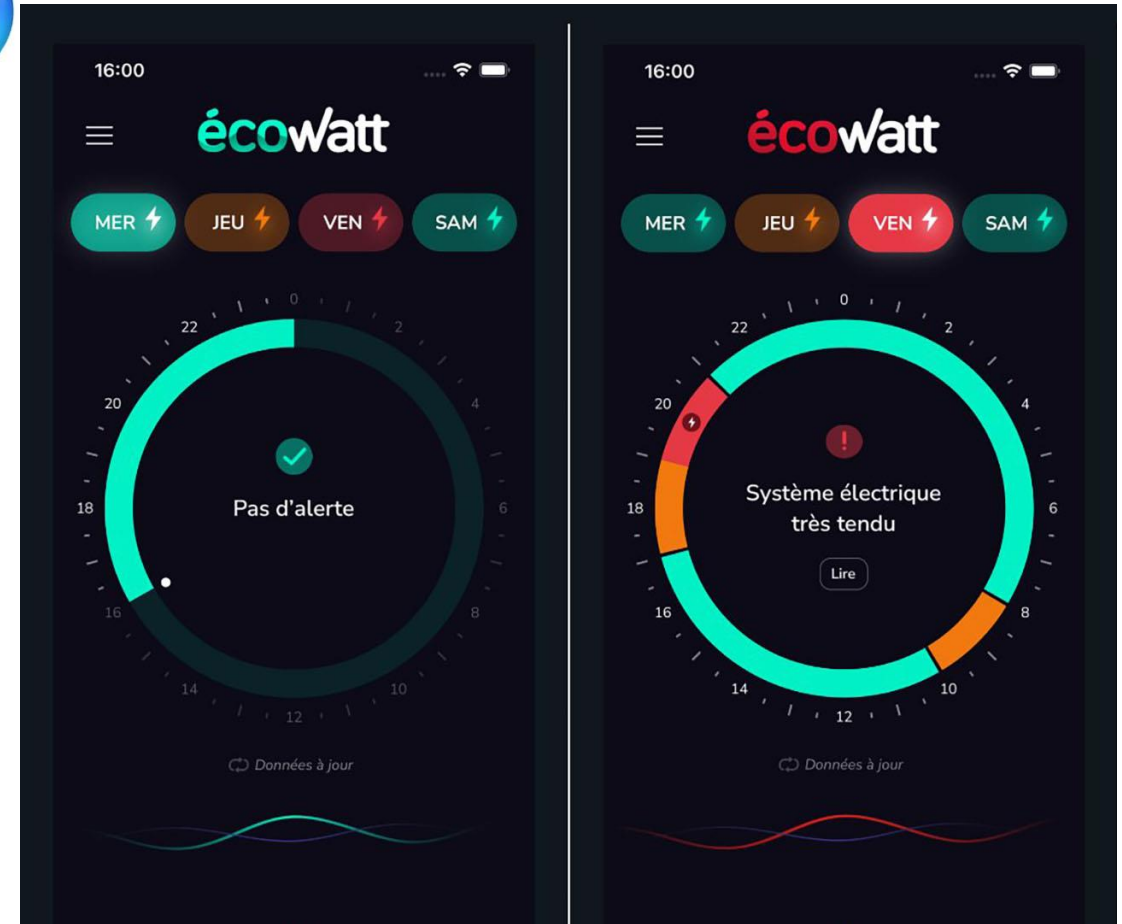 16:00
écowatt
MER
JEU
VEN
SAM
0
2
4
6
8
10
12
14
16
18
20
22
Pas d'alerte
Données à jour
16:00
écowatt
MER
JEU
VEN
SAM
0
2
4
6
8
10
12
14
16
18
20
22
!
Système électrique
très tendu
Lire
Données à jour